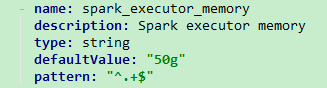 - name: spark_executor_memory
description: Spark executor memory
type: string
defaultValue: "50g"
pattern: "^.+$"